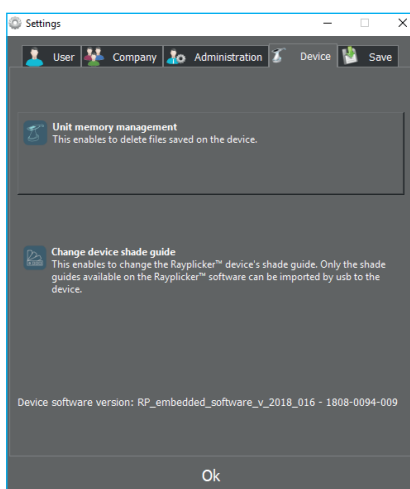 Settings
User Company Administration Device Save
Unit memory management
This enables to delete files saved on the device.
Change device shade guide
This enables to change the Rayplicker™ device's shade guide. Only the shade
guides available on the Rayplicker™ software can be imported by usb to the
device.
Device software version: RP_embedded_software_v_2018_016 - 1808-0094-009
Ok